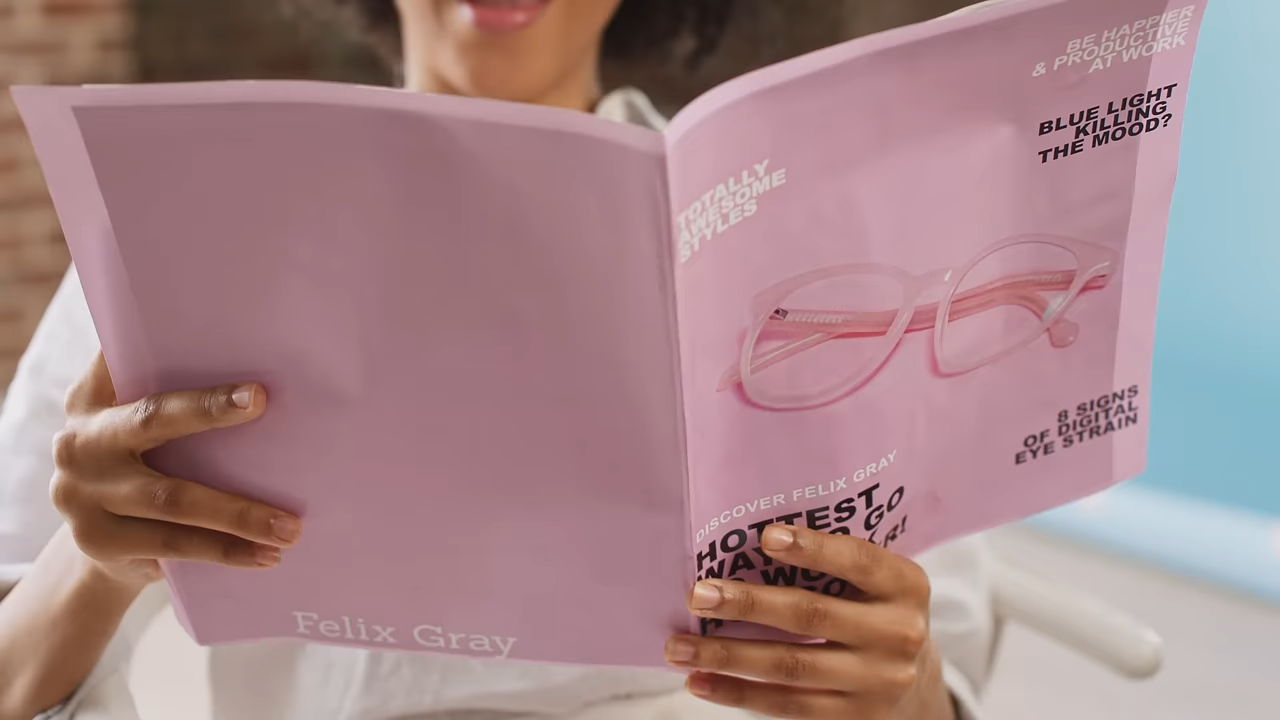 BE HAPPIER
& PRODUCTIVE
AT WORK
BLUE LIGHT
KILLING
THE MOOD?
TOTALLY
AWESOME
STYLES
8 SIGNS
OF DIGITAL
EYE STRAIN
DISCOVER FELIX GRAY
HOTTEST
GO
Felix Gray